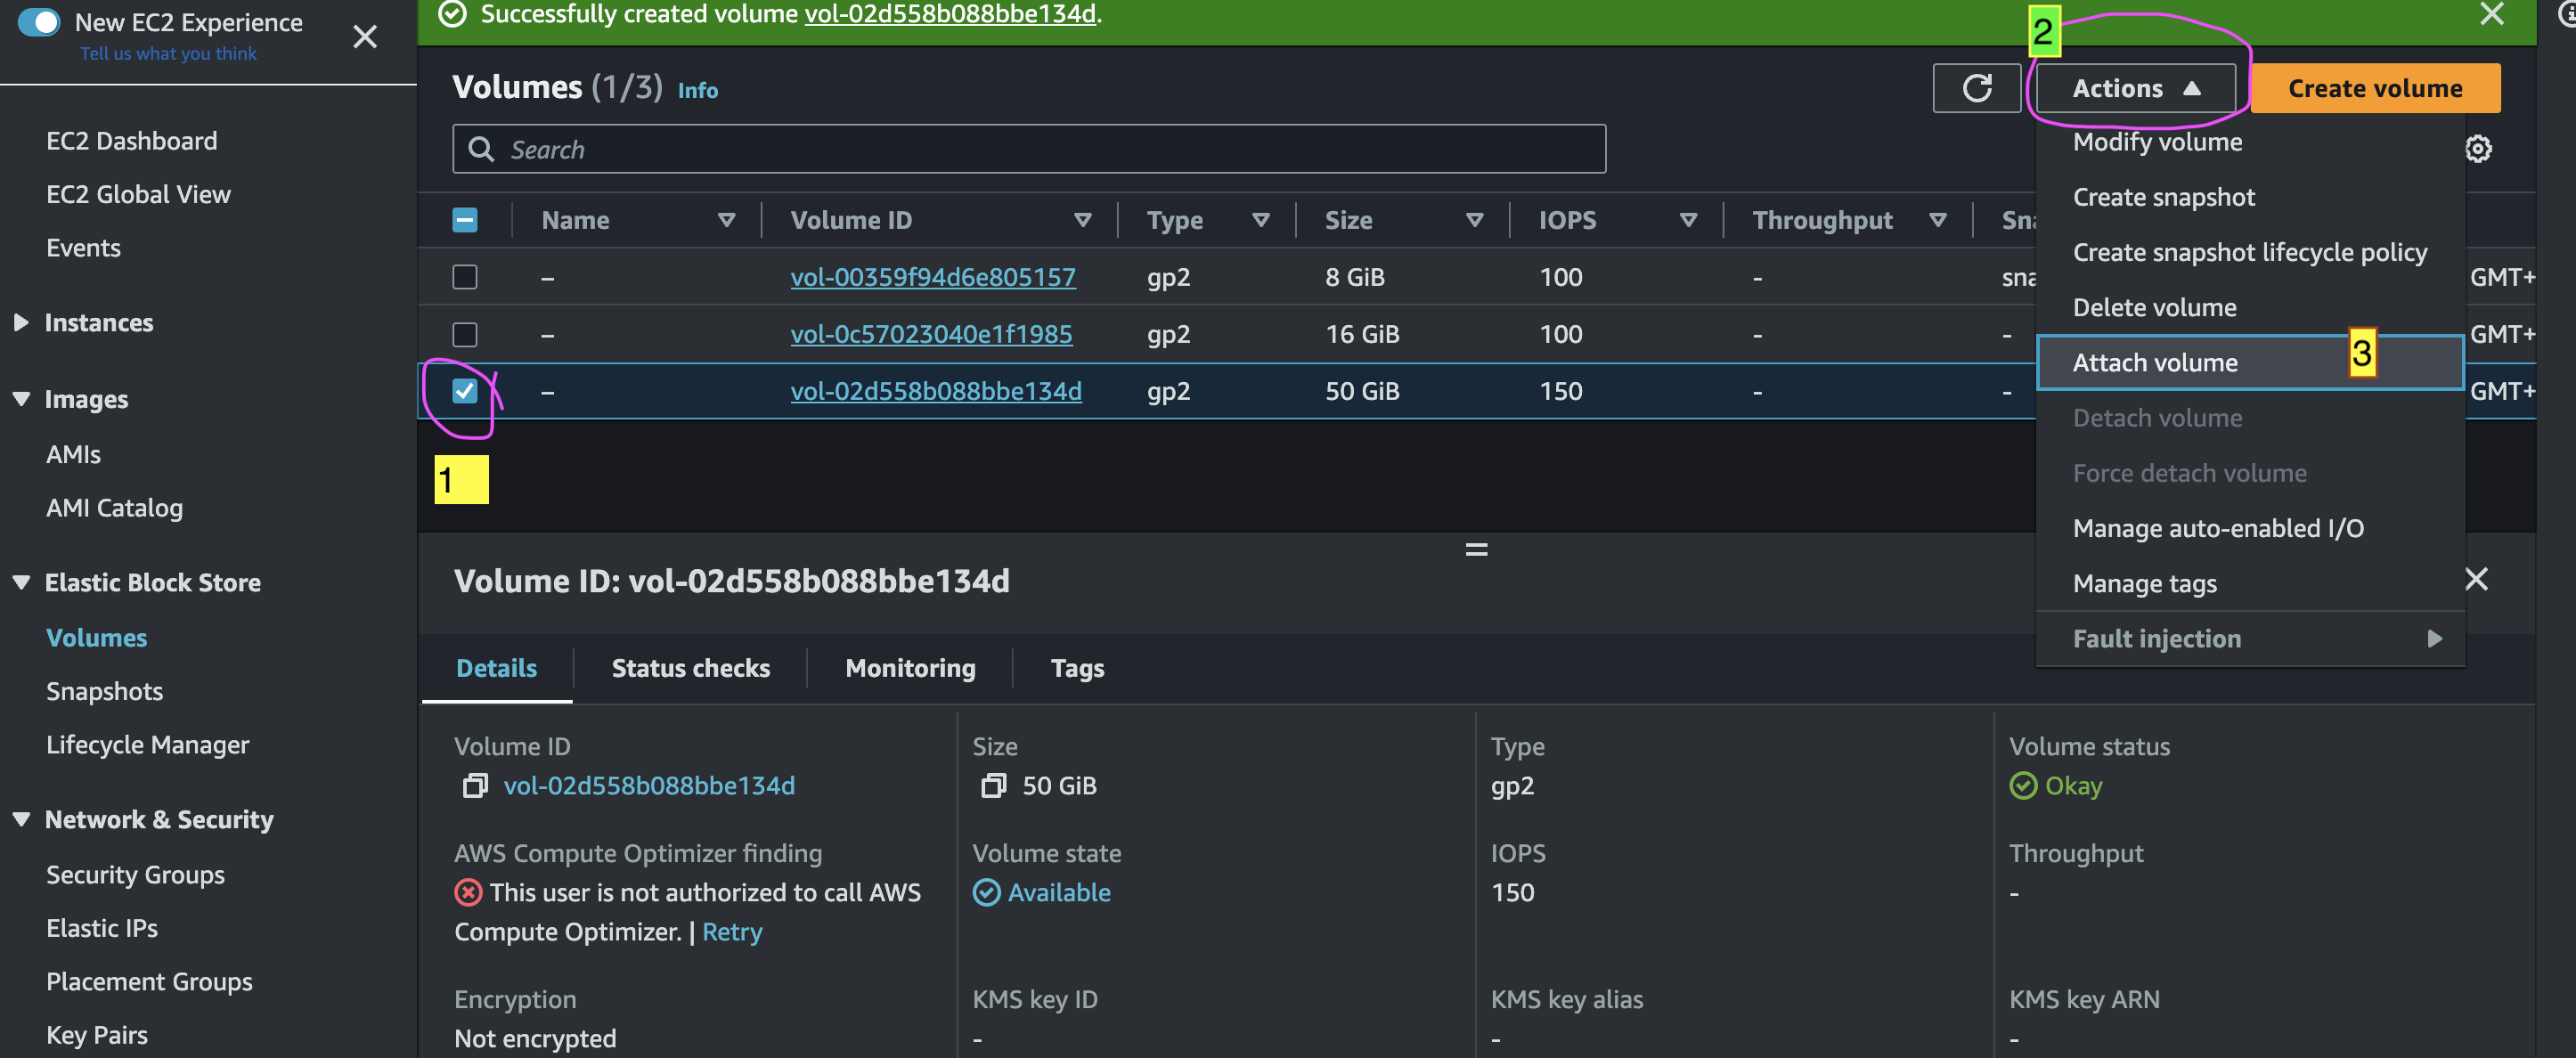 New EC2 Experience
Tell us what you think
EC2 Dashboard
EC2 Global View
Events
Instances
Images
AMIs
AMI Catalog
Elastic Block Store
Volumes
Snapshots
Lifecycle Manager
Network & Security
Security Groups
Elastic IPs
Placement Groups
Key Pairs
Successfully created volume vol-02d558b088bbe134d.
2
Volumes (1/3) Info
Actions
Create volume
Search
Name Volume ID Type Size IOPS Throughput Sna
– vol-00359f94d6e805157 gp2 8 GiB 100 - sna GMT+
– vol-0c57023040e1f1985 gp2 16 GiB 100 - - GMT+
– vol-02d558b088bbe134d gp2 50 GiB 150 - - GMT+
1
Modify volume
Create snapshot
Create snapshot lifecycle policy
Delete volume
Attach volume 3
Detach volume
Force detach volume
Manage auto-enabled I/O
Manage tags
Fault injection
Volume ID: vol-02d558b088bbe134d
Details Status checks Monitoring Tags
Volume ID
vol-02d558b088bbe134d
Size
50 GiB
Type
gp2
Volume status
Okay
AWS Compute Optimizer finding
This user is not authorized to call AWS
Compute Optimizer. | Retry
Volume state
Available
IOPS
150
Throughput
-
Encryption
Not encrypted
KMS key ID
-
KMS key alias
-
KMS key ARN
-